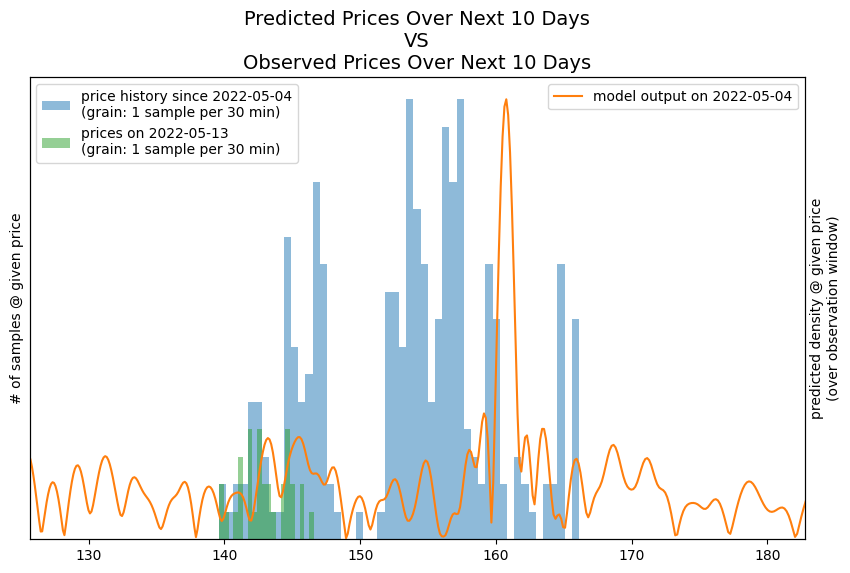 Predicted Prices Over Next 10 Days
VS
Observed Prices Over Next 10 Days
price history since 2022-05-04
(grain: 1 sample per 30 min)
prices on 2022-05-13
(grain: 1 sample per 30 min)
model output on 2022-05-04
# of samples @ given price
predicted density @ given price
(over observation window)
130 140 150 160 170 180